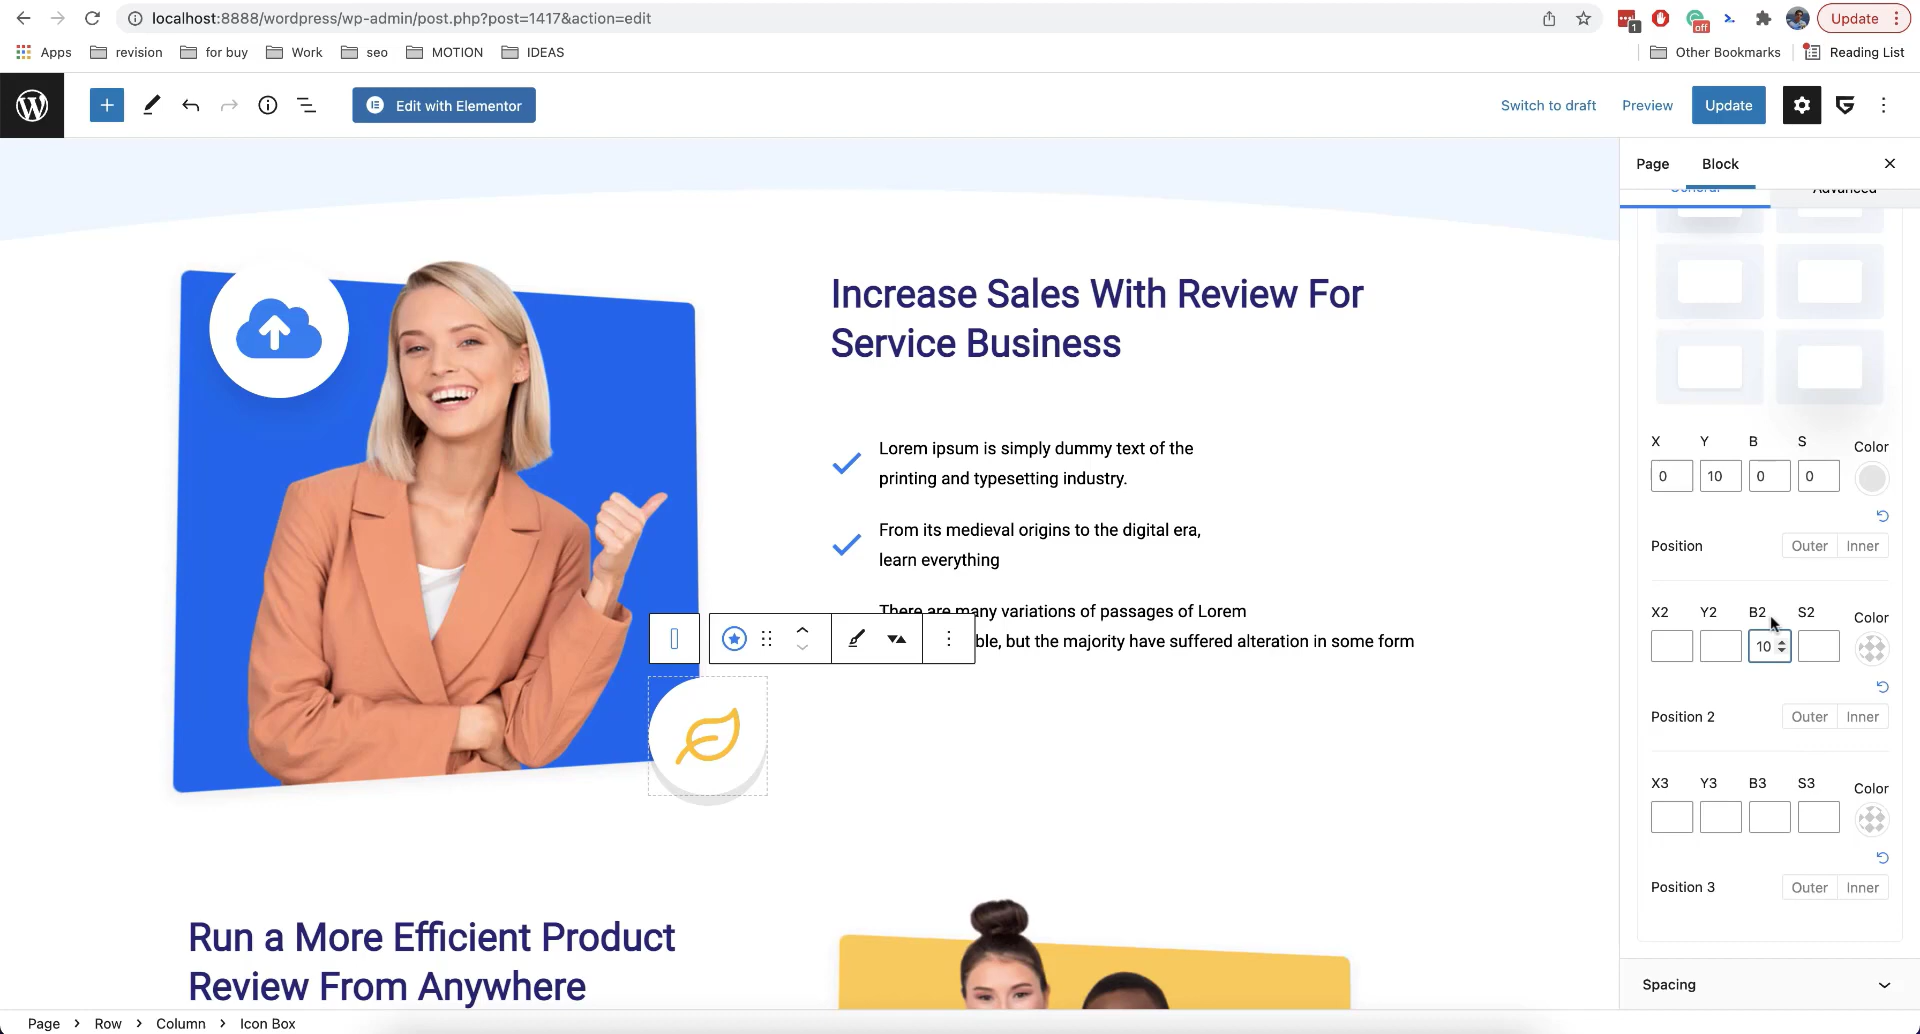 localhost:8888/wordpress/wp-admin/post.php?post=1417&action=edit
1
off
Update
Apps
revision
for buy
Work
seo
MOTION
IDEAS
Other Bookmarks
Reading List
Edit with Elementor
Switch to draft
Preview
Update
Page
Block
General
Advanced
Increase Sales With Review For
Service Business
Lorem ipsum is simply dummy text of the
printing and typesetting industry.
From its medieval origins to the digital era,
learn everything
There are many variations of passages of Lorem
ble, but the majority have suffered alteration in some form
X Y B S Color
0 10 0 0
Position Outer Inner
X2 Y2 B2 S2 Color
10
Position 2 Outer Inner
X3 Y3 B3 S3 Color
Position 3 Outer Inner
Spacing
Run a More Efficient Product
Review From Anywhere
Page
Row
Column
Icon Box